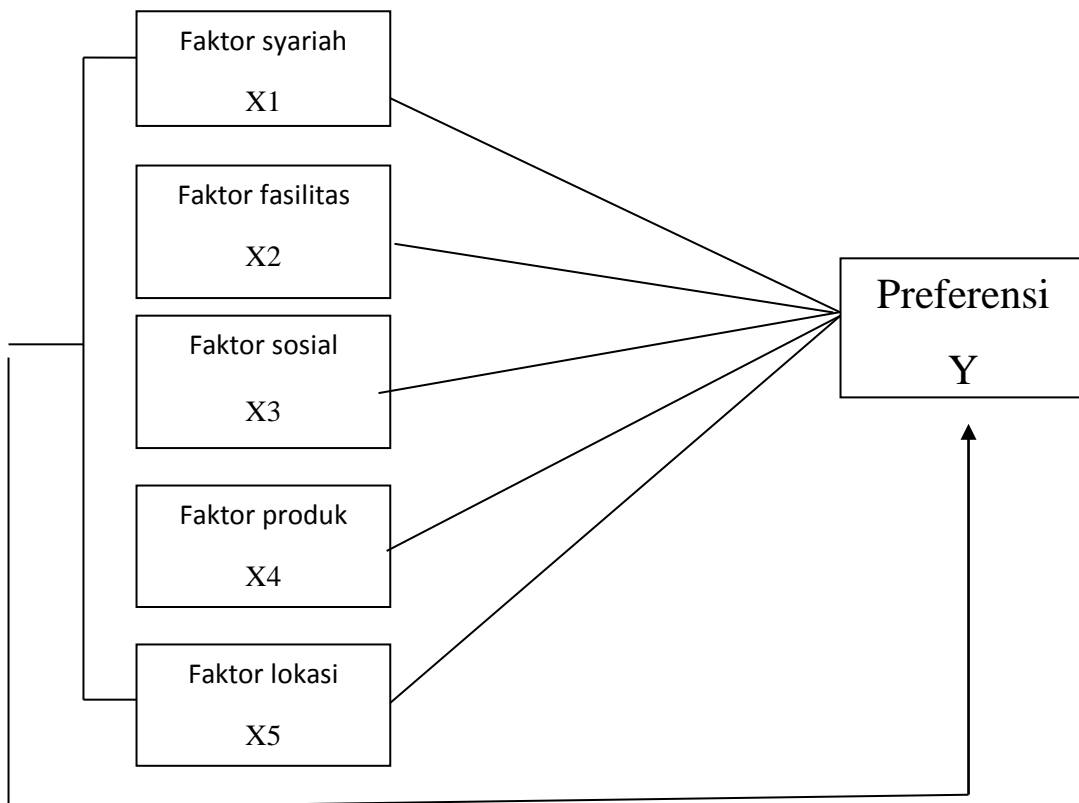 Faktor syariah
X1
Faktor fasilitas
X2
Faktor sosial
X3
Faktor produk
X4
Faktor lokasi
X5
Preferensi
Y